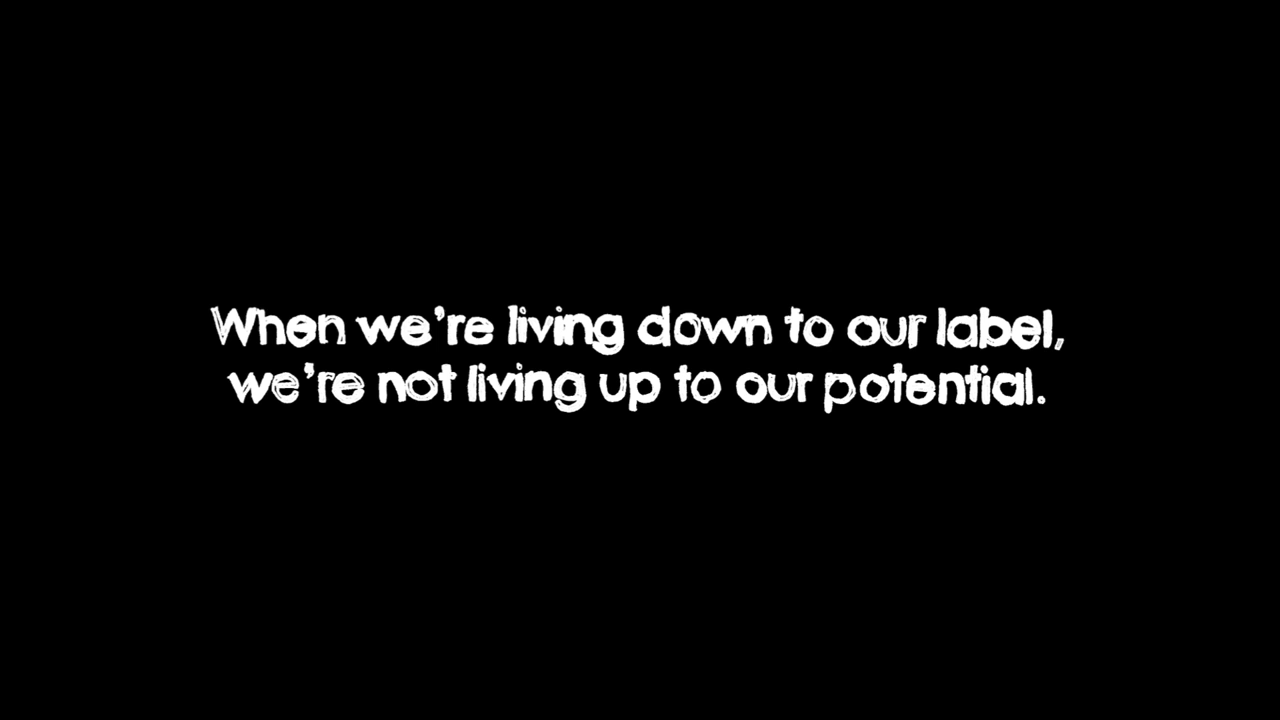 When we’re living down to our label,
we’re not living up to our potential.